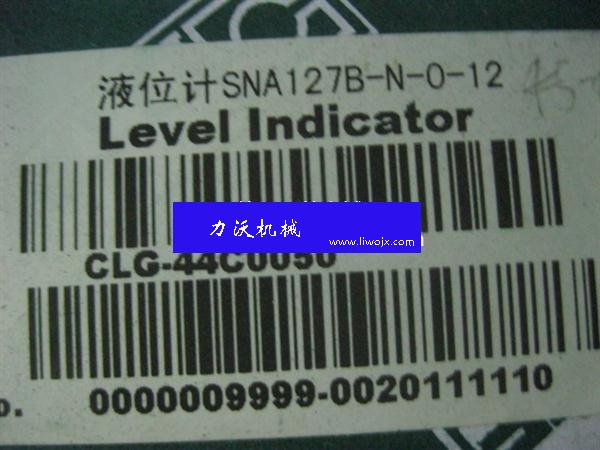 液位计SNA127B-N-O-12
Level Indicator
力沃机械
www.liwojx.com
CLG-44C0050
o. 0000009999-0020111110